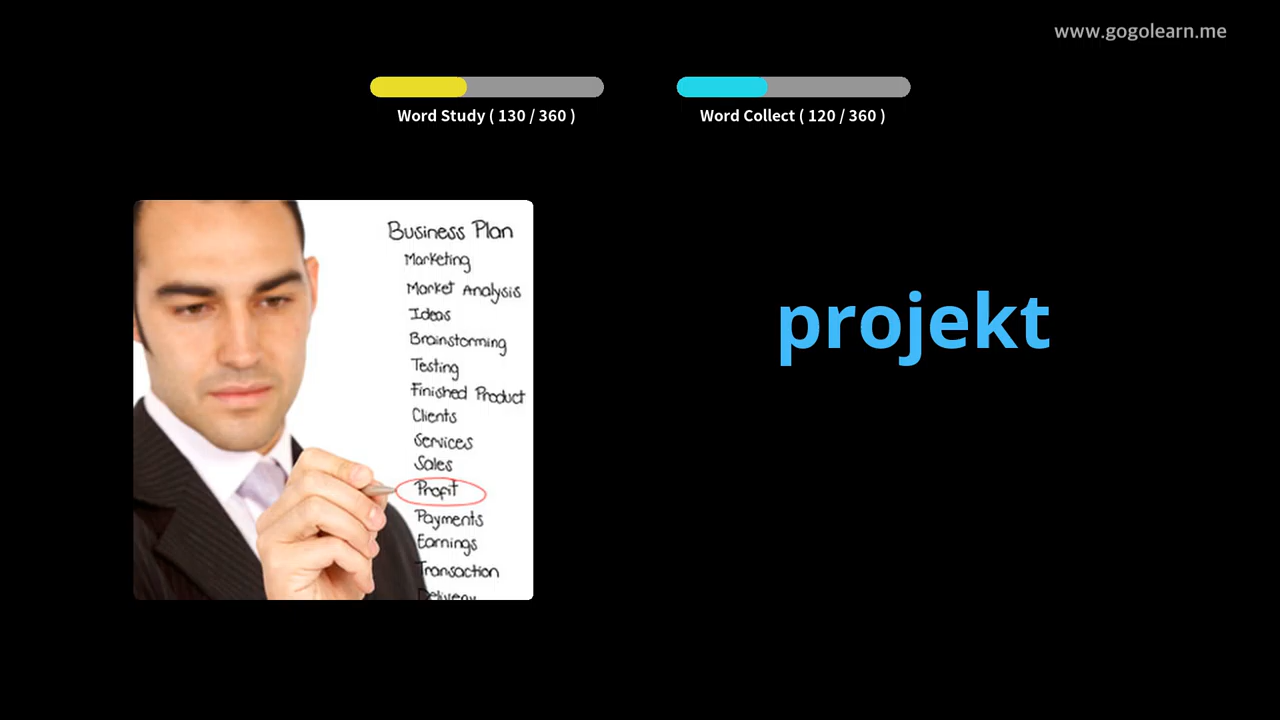 www.gogolearn.me
Word Study ( 130 / 360 )
Word Collect ( 120 / 360 )
Business Plan
Marketing
Market Analysis
Ideas
Brainstorming
Testing
Finished Product
Clients
Services
Sales
Profit
Payments
Earnings
Transaction
Delivery
projekt